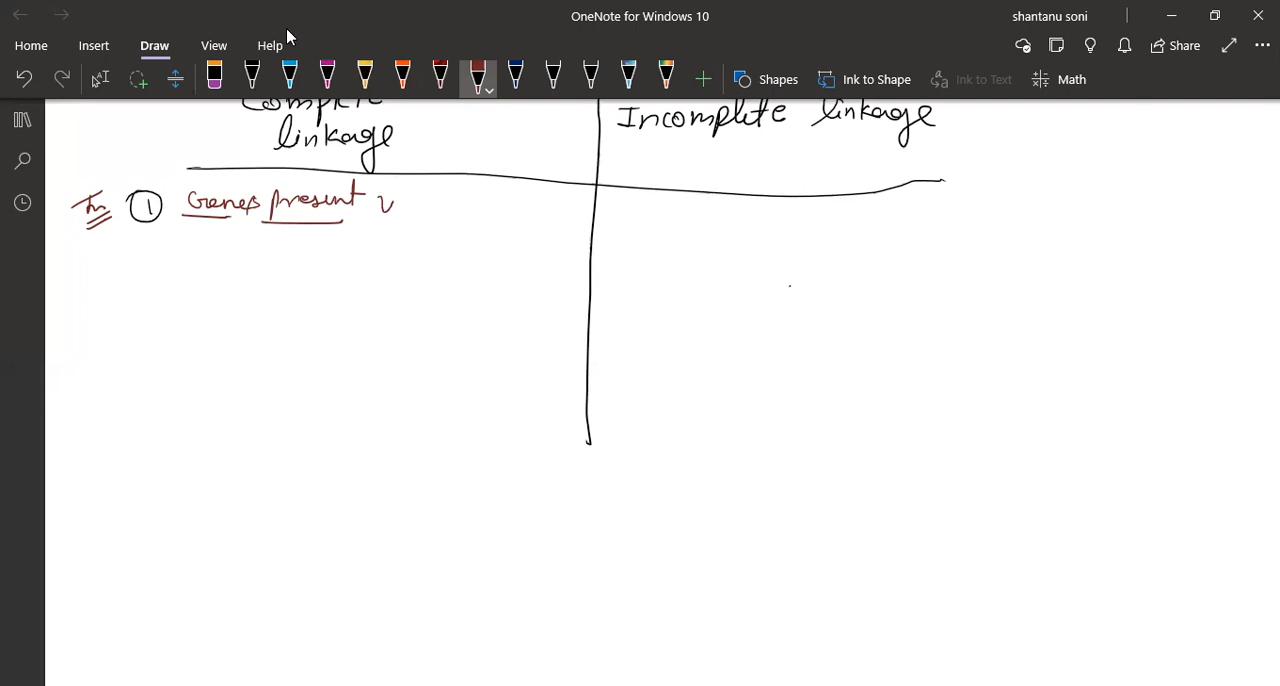 OneNote for Windows 10
shantanu soni
Home Insert Draw View Help
Share
Shapes Ink to Shape Ink to Text Math
Complete
linkage
Incomplete linkage
① Genes present